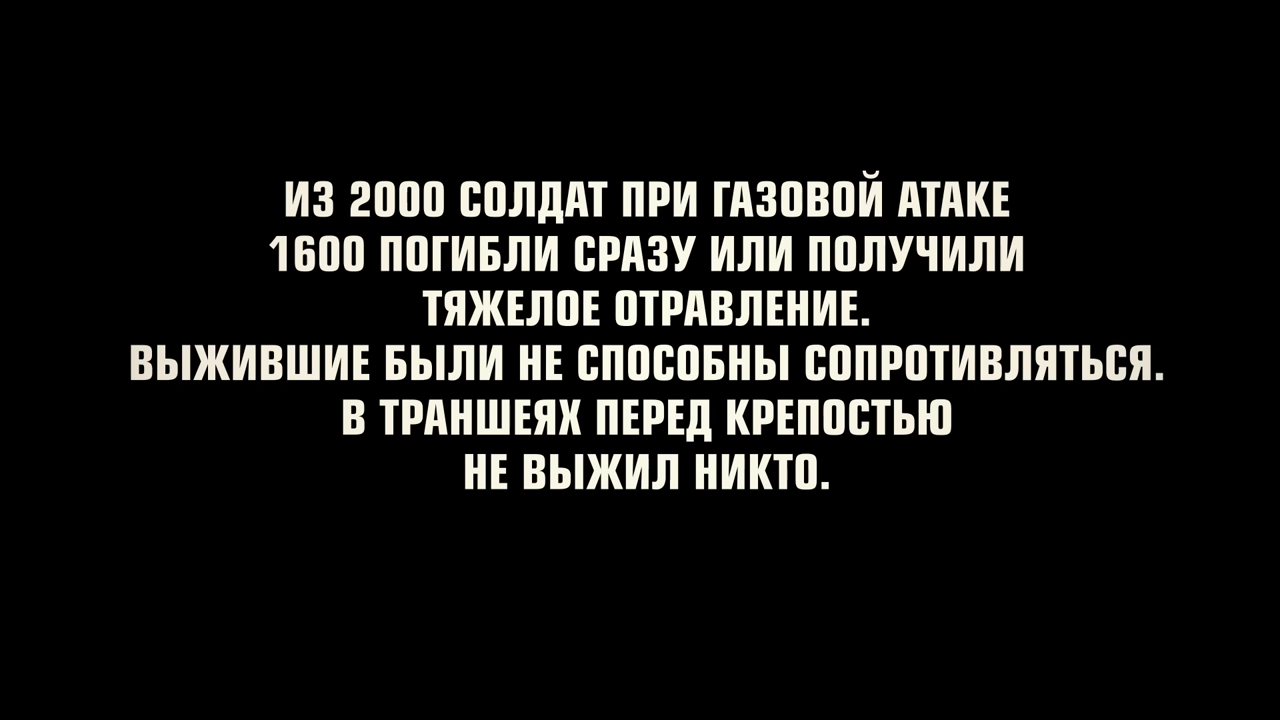 ИЗ 2000 СОЛДАТ ПРИ ГАЗОВОЙ АТАКЕ
1600 ПОГИБЛИ СРАЗУ ИЛИ ПОЛУЧИЛИ
ТЯЖЕЛОЕ ОТРАВЛЕНИЕ.
ВЫЖИВШИЕ БЫЛИ НЕ СПОСОБНЫ СОПРОТИВЛЯТЬСЯ.
В ТРАНШЕЯХ ПЕРЕД КРЕПОСТЬЮ
НЕ ВЫЖИЛ НИКТО.